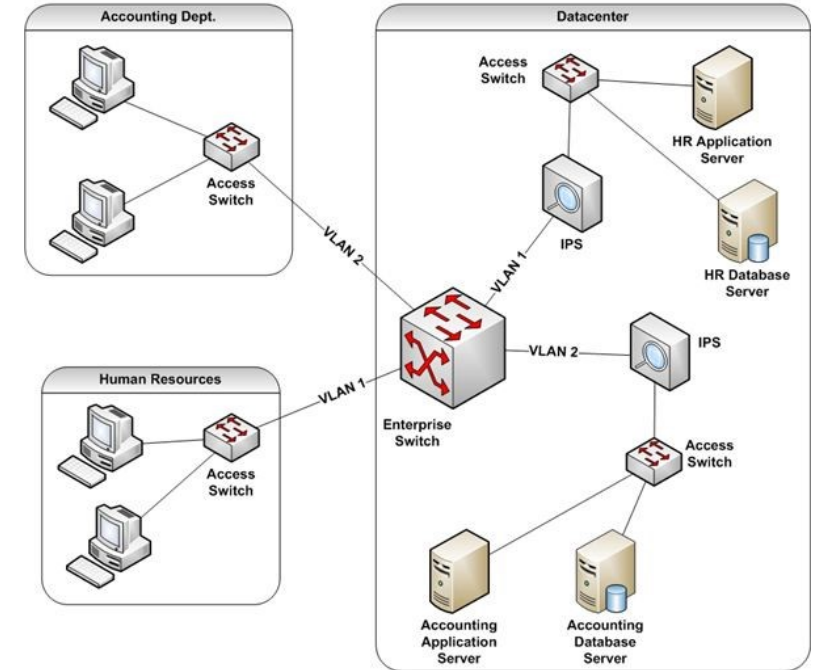 Accounting Dept.
Access
Switch
VLAN 2
Human Resources
Access
Switch
VLAN 1
Datacenter
Access
Switch
HR Application
Server
IPS
HR Database
Server
VLAN 1
Enterprise
Switch
VLAN 2
IPS
Access
Switch
Accounting
Application
Server
Accounting
Database
Server